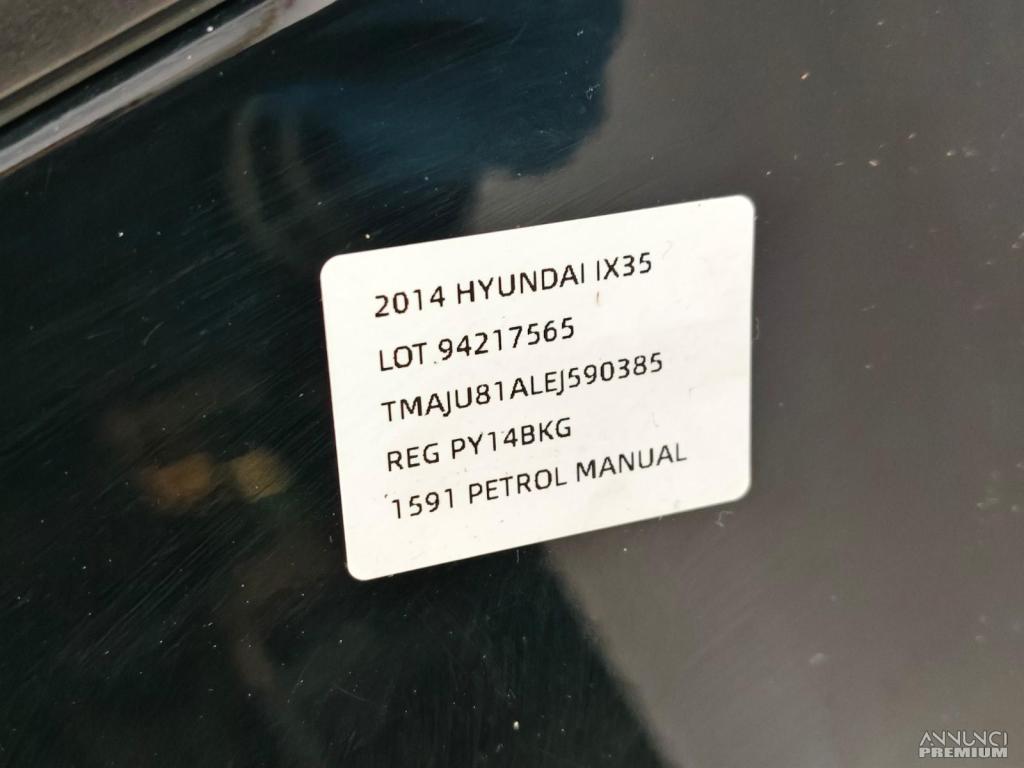 2014 HYUNDAI IX35
LOT 94217565
TMAJU81ALEJ590385
REG PY14BKG
1591 PETROL MANUAL
ANNUNCI
PREMIUM